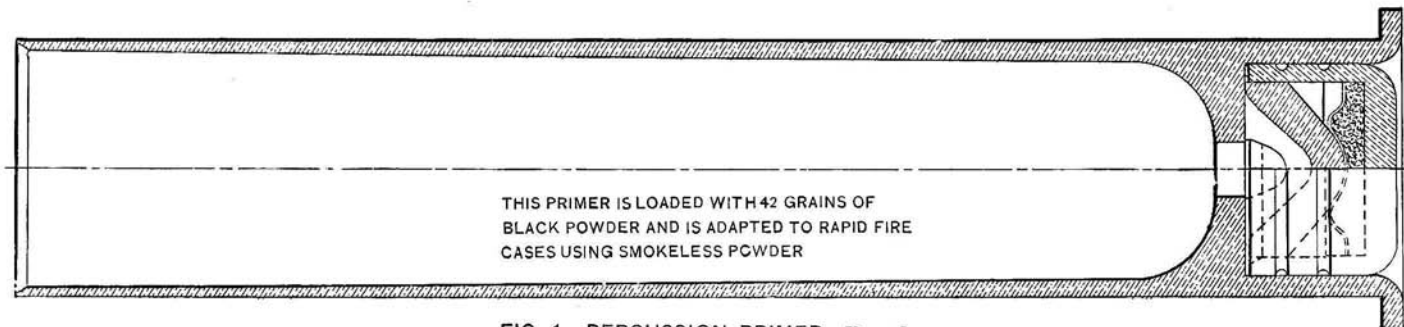 THIS PRIMER IS LOADED WITH 42 GRAINS OF
BLACK POWDER AND IS ADAPTED TO RAPID FIRE
CASES USING SMOKELESS POWDER
FIG. 1. PERCUSSION PRIMER